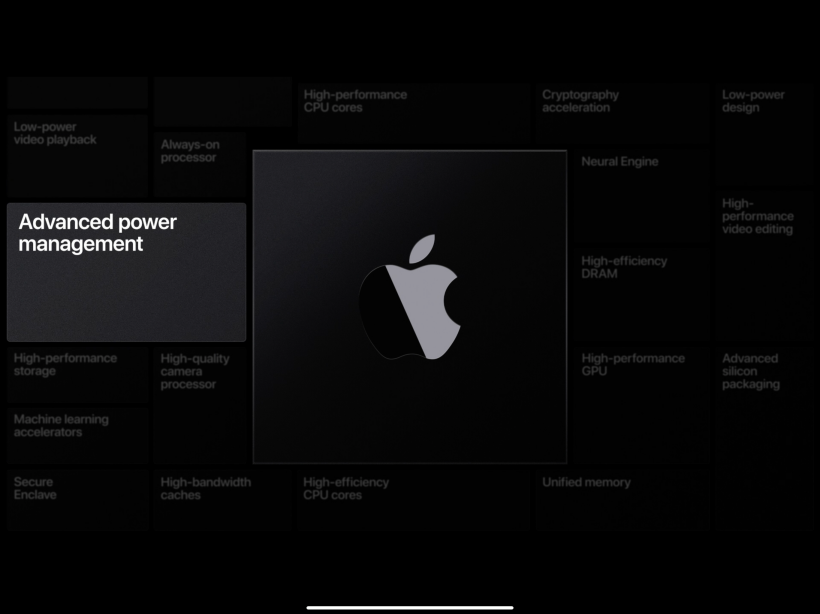 High-performance
CPU cores
Cryptography
acceleration
Low-power
design
Low-power
video playback
Always-on
processor
Neural Engine
Advanced power
management
High-
performance
video editing
High-efficiency
DRAM
High-performance
storage
High-quality
camera
processor
High-performance
GPU
Advanced
silicon
packaging
Machine learning
accelerators
Secure
Enclave
High-bandwidth
caches
High-efficiency
CPU cores
Unified memory